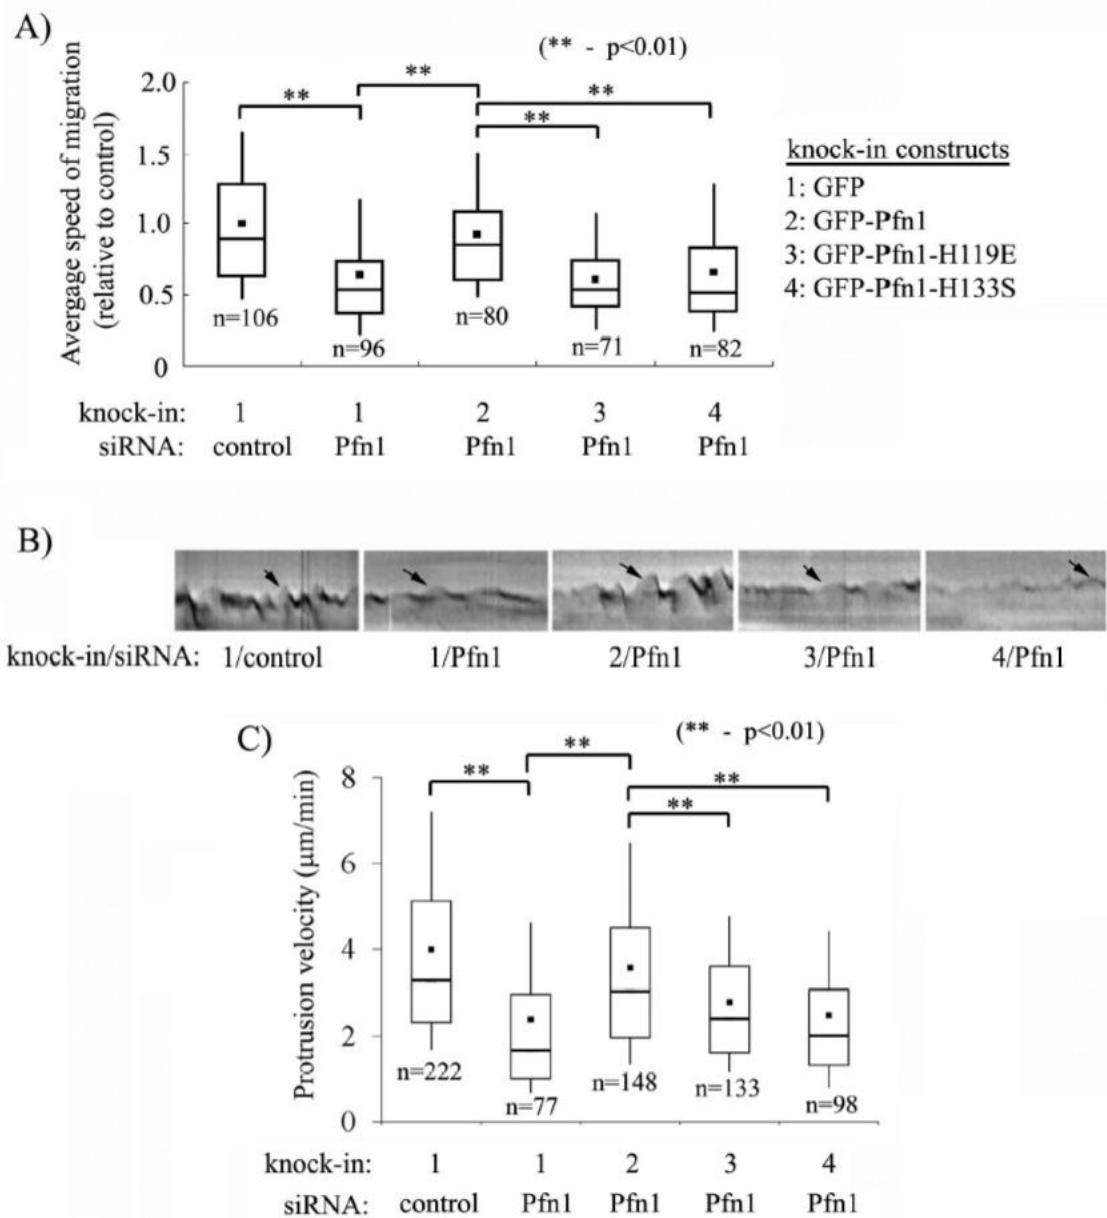 A)
(** - p<0.01)
Avergage speed of migration
(relative to control)
2.0
1.5
1.0
0.5
0
**
**
**
**
n=106
n=96
n=80
n=71
n=82
knock-in: 1 1 2 3 4
siRNA: control Pfn1 Pfn1 Pfn1 Pfn1
knock-in constructs
1: GFP
2: GFP-Pfn1
3: GFP-Pfn1-H119E
4: GFP-Pfn1-H133S
B)
knock-in/siRNA: 1/control 1/Pfn1 2/Pfn1 3/Pfn1 4/Pfn1
C)
(** - p<0.01)
Protrusion velocity (µm/min)
8
6
4
2
0
**
**
**
**
n=222
n=77
n=148
n=133
n=98
knock-in: 1 1 2 3 4
siRNA: control Pfn1 Pfn1 Pfn1 Pfn1